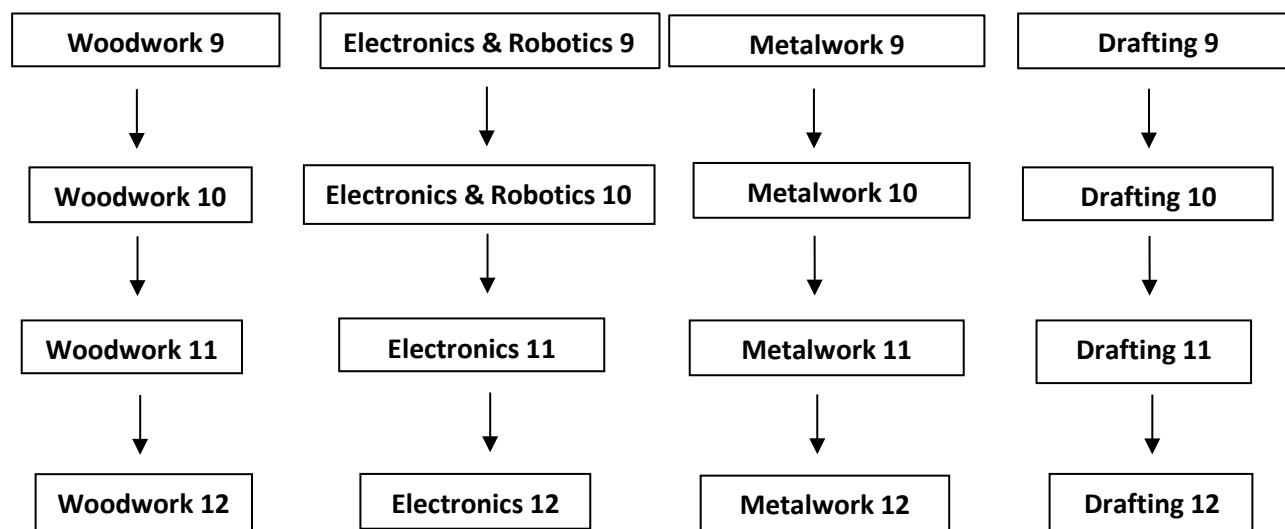 Woodwork 9
Electronics & Robotics 9
Metalwork 9
Drafting 9
Woodwork 10
Electronics & Robotics 10
Metalwork 10
Drafting 10
Woodwork 11
Electronics 11
Metalwork 11
Drafting 11
Woodwork 12
Electronics 12
Metalwork 12
Drafting 12